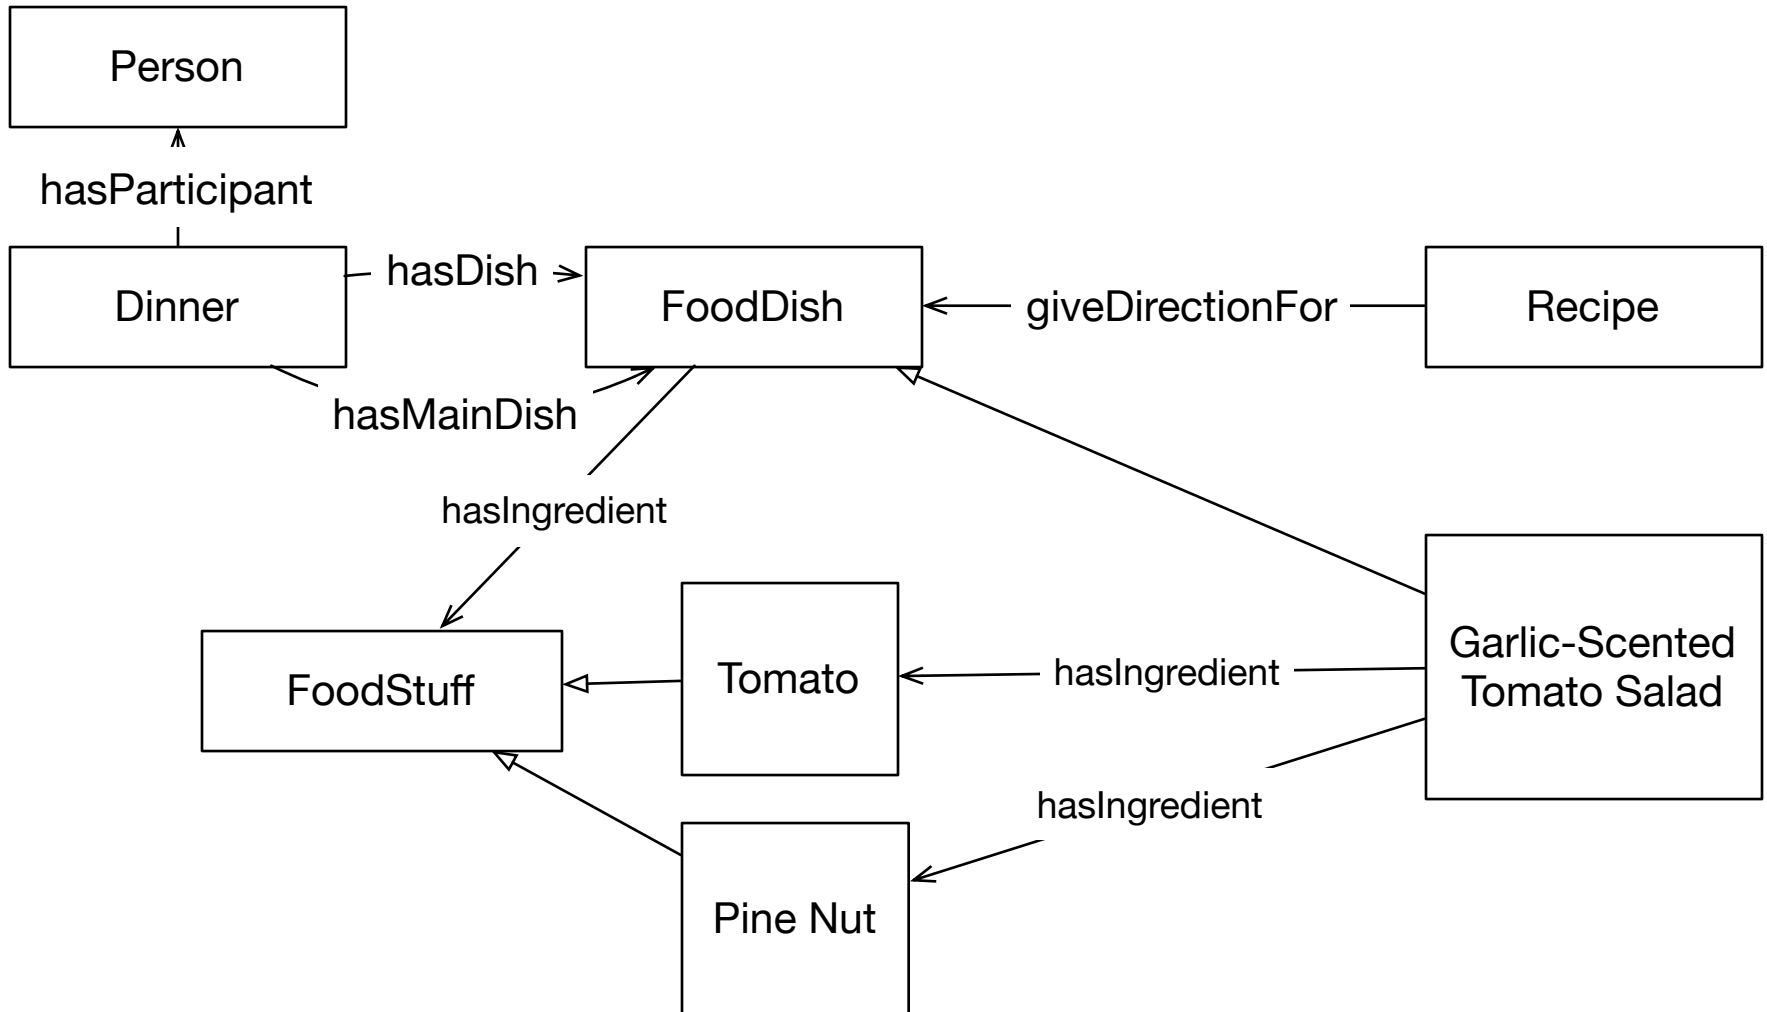 Person
hasParticipant
Dinner
hasDish
FoodDish
giveDirectionFor
Recipe
hasMainDish
hasIngredient
FoodStuff
Tomato
hasIngredient
Garlic-Scented
Tomato Salad
hasIngredient
Pine Nut